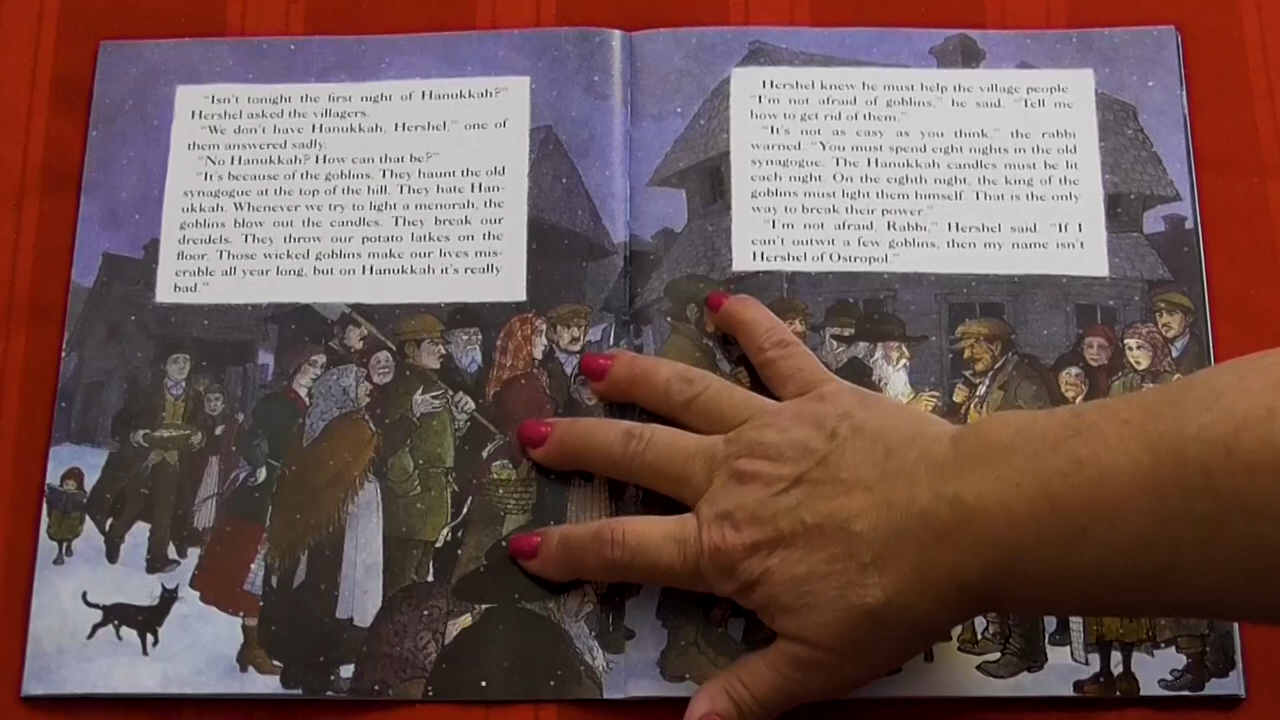 "Isn't tonight the first night of Hanukkah?"
Hershel asked the villagers.
"We don't have Hanukkah, Hershel," one of
them answered sadly.
"No Hanukkah? How can that be?"
"It's because of the goblins. They haunt the old
synagogue at the top of the hill. They hate Han-
ukkah. Whenever we try to light a menorah, the
goblins blow out the candles. They break our
dreidels. They throw our potato latkes on the
floor. Those wicked goblins make our lives mis-
erable all year long, but on Hanukkah it's really
bad."
Hershel knew he must help the village people.
"I'm not afraid of goblins," he said. "Tell me
how to get rid of them."
"It's not as easy as you think," the rabbi
warned. "You must spend eight nights in the old
synagogue. The Hanukkah candles must be lit
each night. On the eighth night, the king of the
goblins must light them himself. That is the only
way to break their power."
"I'm not afraid, Rabbi," Hershel said. "If I
can't outwit a few goblins, then my name isn't
Hershel of Ostropol."